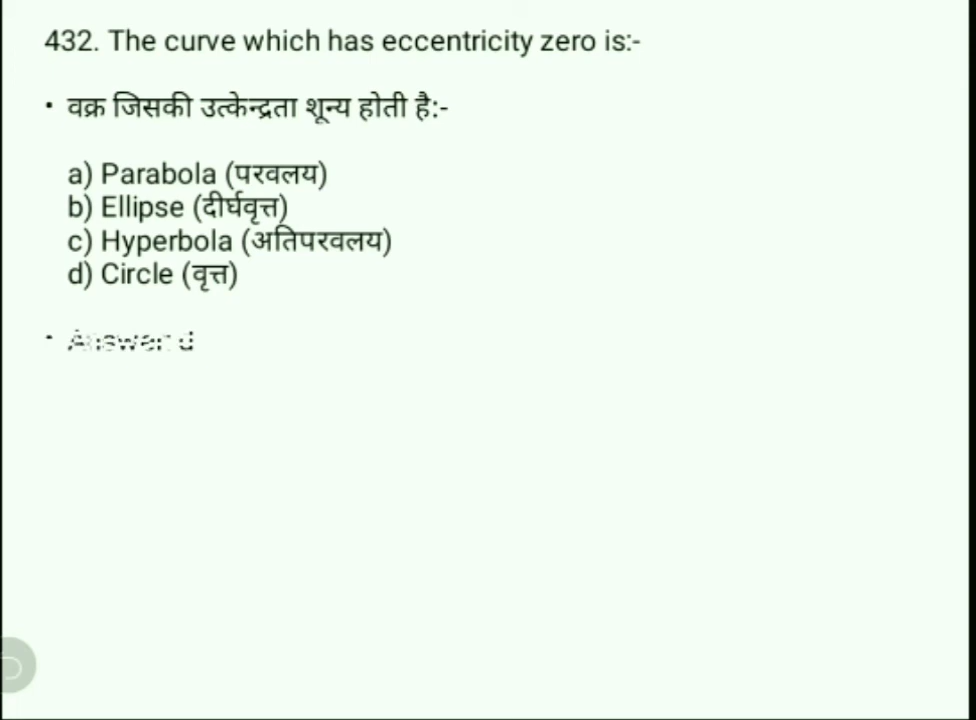 432. The curve which has eccentricity zero is:-
• वक्र जिसकी उत्केन्द्रता शून्य होती है:-
a) Parabola (परवलय)
b) Ellipse (दीर्घवृत्त)
c) Hyperbola (अतिपरवलय)
d) Circle (वृत्त)
• Answer: d